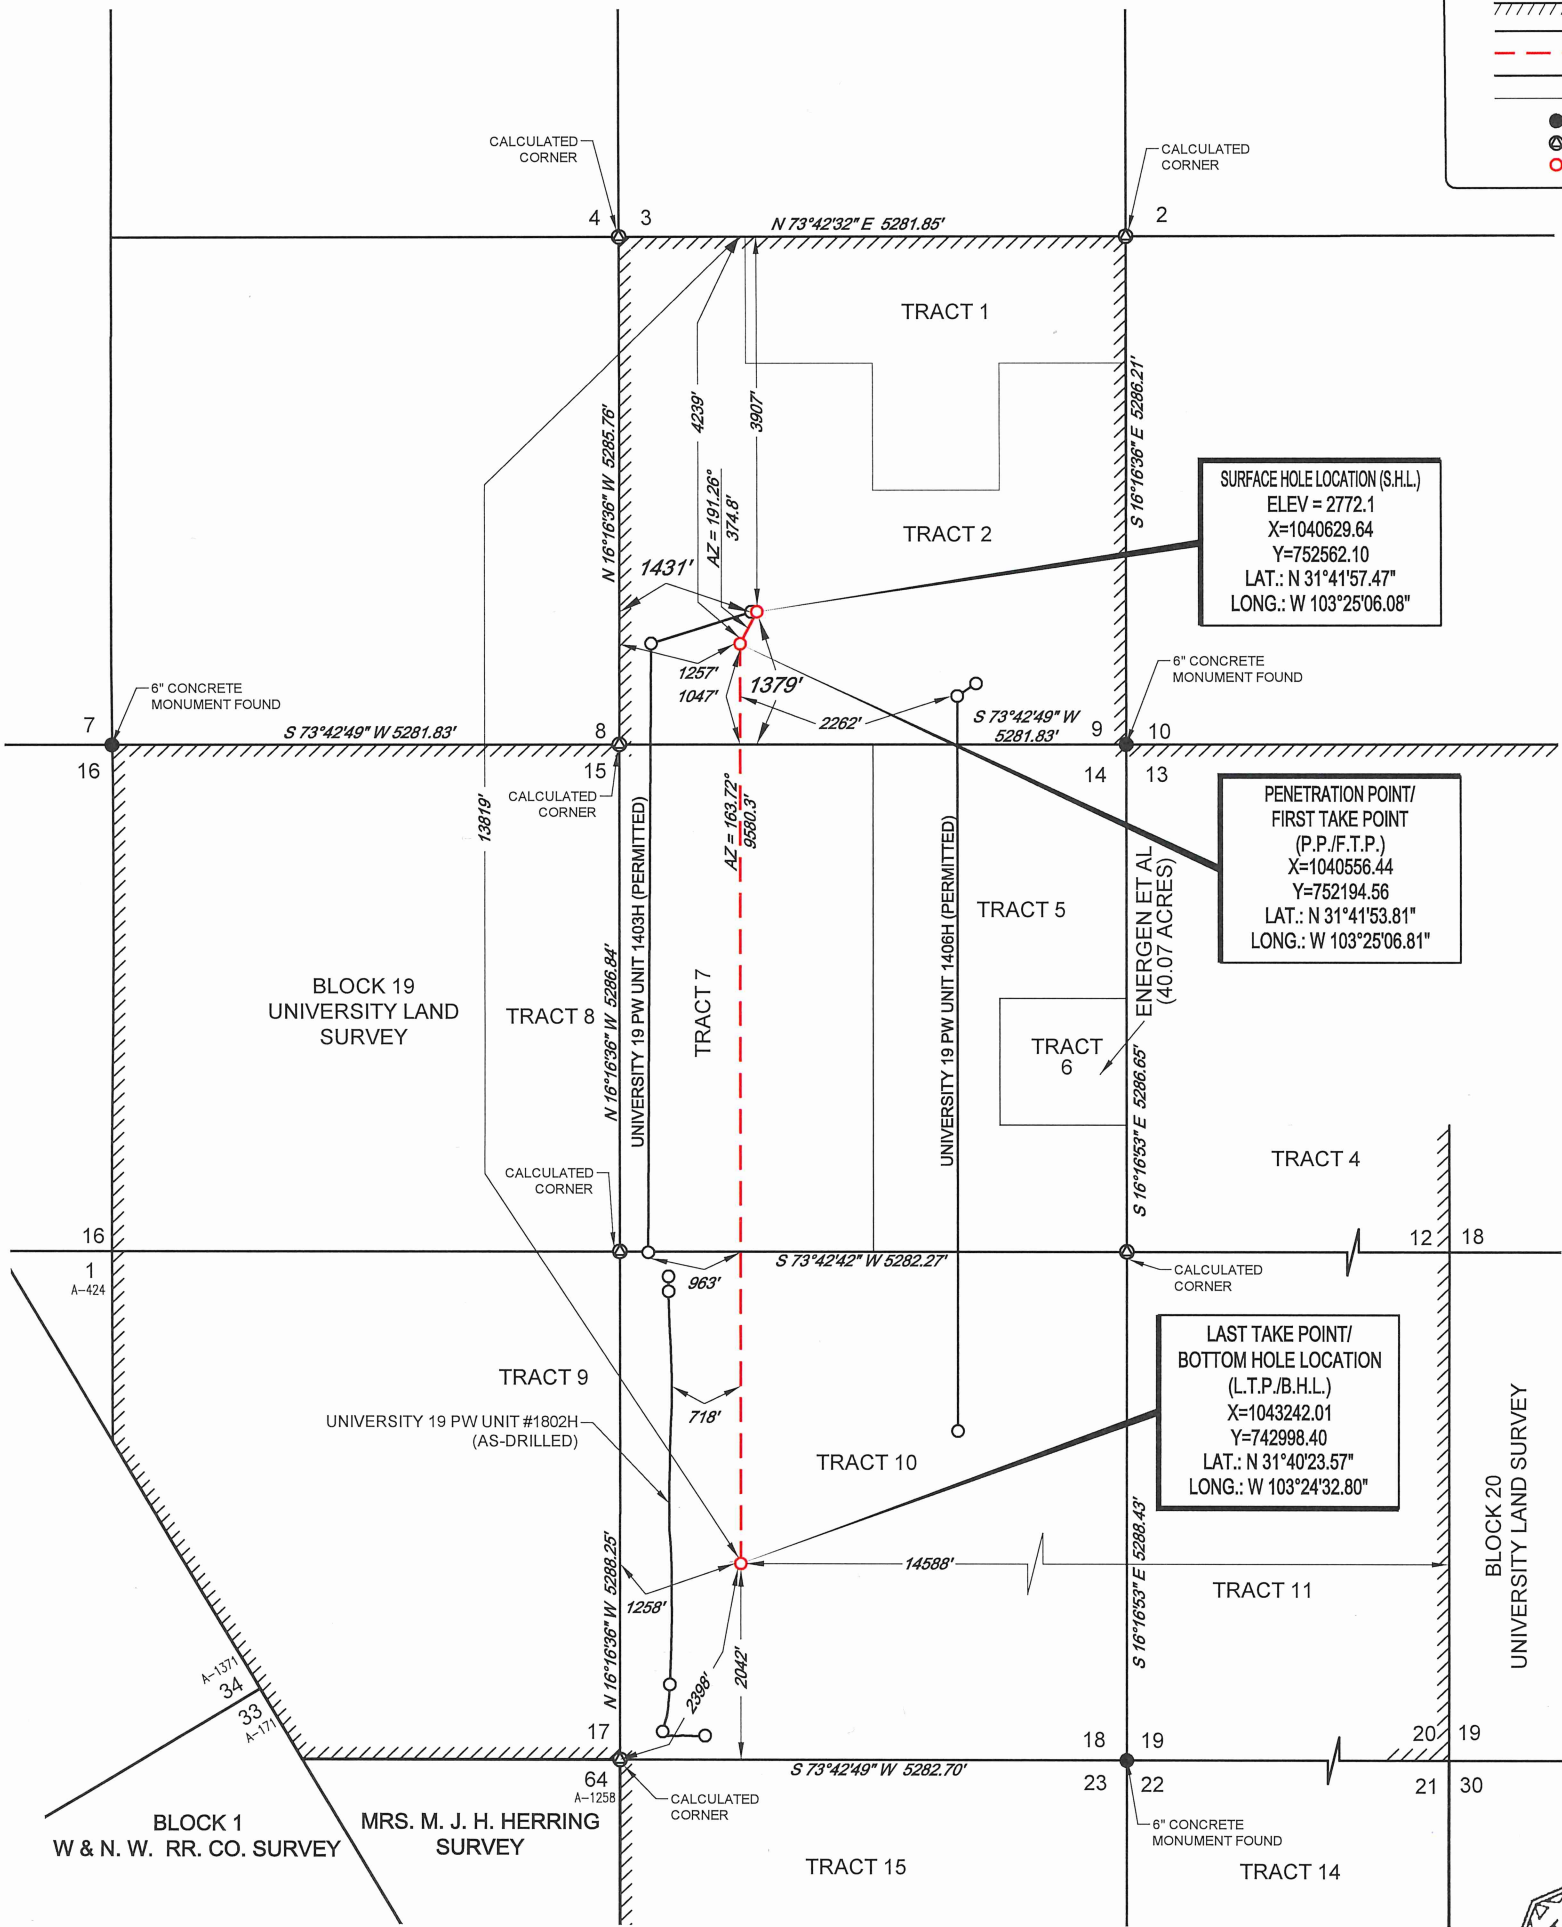 CALCULATED
CORNER
CALCULATED
CORNER
4
3
N 73°42'32" E 5281.85'
2
TRACT 1
N 16°16'36" W 5285.76'
4239'
3907'
S 16°16'36" E 5286.21'
AZ = 191.26°
374.8'
TRACT 2
SURFACE HOLE LOCATION (S.H.L.)
ELEV = 2772.1
X=1040629.64
Y=752562.10
LAT.: N 31°41'57.47"
LONG.: W 103°25'06.08"
1431'
1257'
1047'
1379'
2262'
6" CONCRETE
MONUMENT FOUND
6" CONCRETE
MONUMENT FOUND
7
S 73°42'49" W 5281.83'
8
S 73°42'49" W
5281.83'
9
10
16
15
14
13
CALCULATED
CORNER
13819'
AZ = 163.72°
9580.3'
PENETRATION POINT/
FIRST TAKE POINT
(P.P./F.T.P.)
X=1040556.44
Y=752194.56
LAT.: N 31°41'53.81"
LONG.: W 103°25'06.81"
UNIVERSITY 19 PW UNIT 1403H (PERMITTED)
UNIVERSITY 19 PW UNIT 1406H (PERMITTED)
ENERGEN ET AL
(40.07 ACRES)
TRACT 5
BLOCK 19
UNIVERSITY LAND
SURVEY
TRACT 8
N 16°16'36" W 5286.84'
TRACT 7
TRACT
6
S 16°16'53" E 5286.65'
TRACT 4
CALCULATED
CORNER
16
12
18
1
A-424
S 73°42'42" W 5282.27'
963'
CALCULATED
CORNER
TRACT 9
718'
UNIVERSITY 19 PW UNIT #1802H
(AS-DRILLED)
TRACT 10
LAST TAKE POINT/
BOTTOM HOLE LOCATION
(L.T.P./B.H.L.)
X=1043242.01
Y=742998.40
LAT.: N 31°40'23.57"
LONG.: W 103°24'32.80"
BLOCK 20
UNIVERSITY LAND SURVEY
14588'
N 16°16'36" W 5288.25'
1258'
S 16°16'53" E 5288.43'
TRACT 11
2398'
2042'
A-1371
34
33
A-171
17
18
19
20
19
64
A-1258
S 73°42'49" W 5282.70'
23
22
21
30
CALCULATED
CORNER
6" CONCRETE
MONUMENT FOUND
BLOCK 1
W & N. W. RR. CO. SURVEY
MRS. M. J. H. HERRING
SURVEY
TRACT 15
TRACT 14